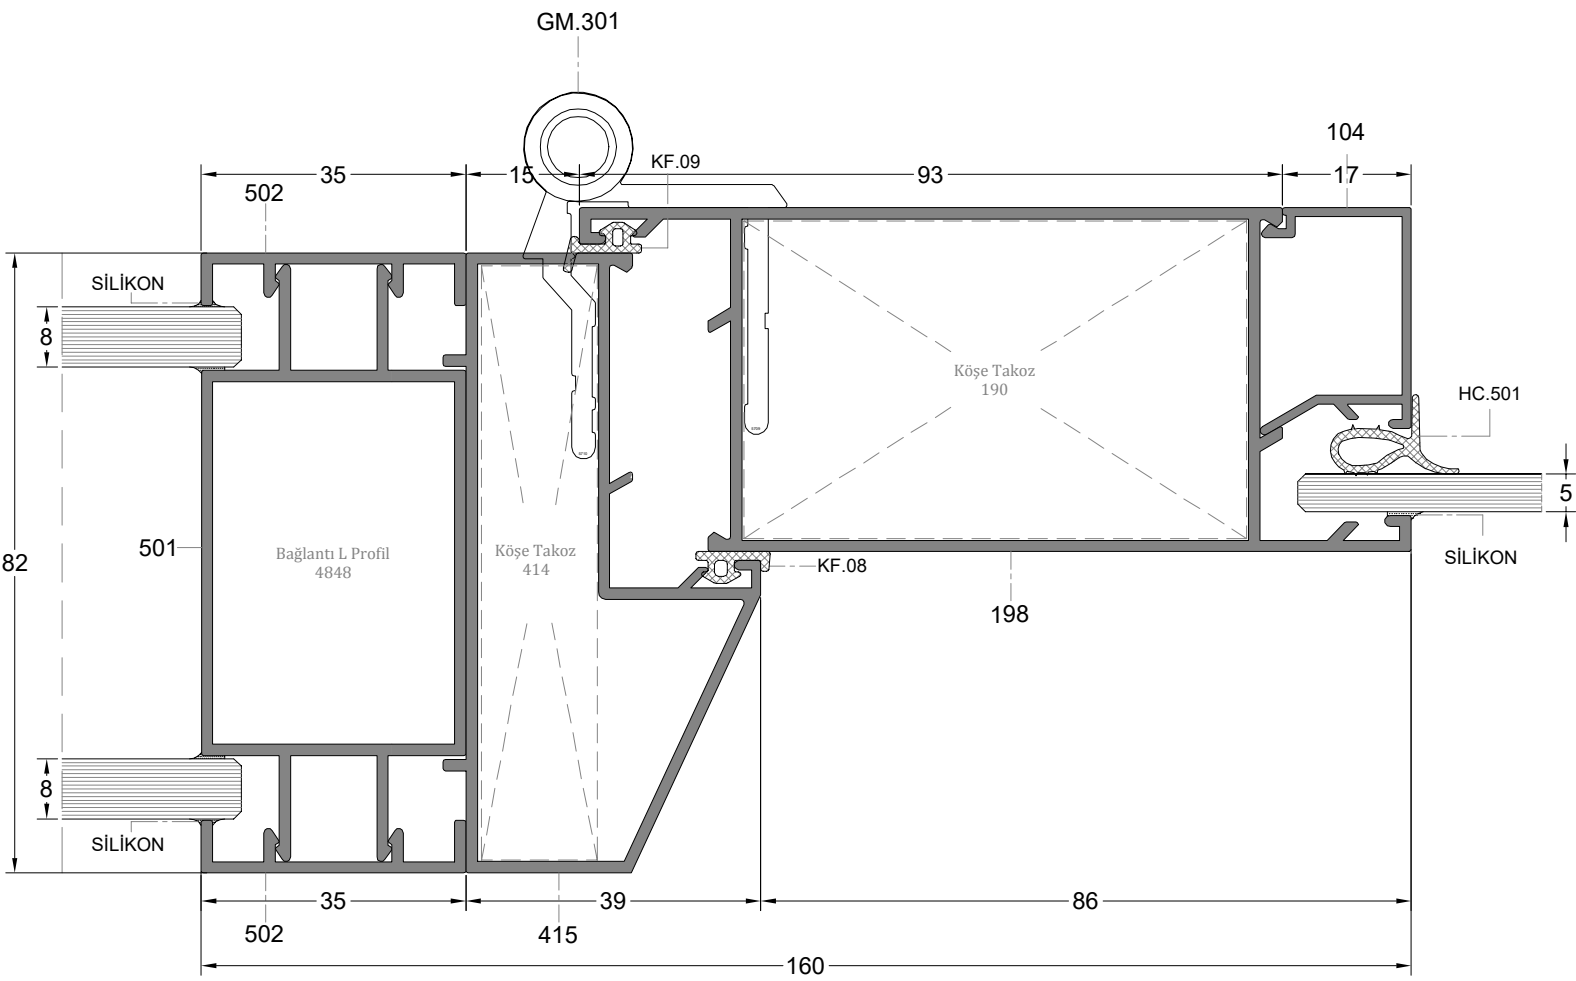 GM.301
104
35
15
KF.09
93
17
502
SİLİKON
8
Köşe Takoz
190
HC.501
5
82
501
Bağlantı L Profil
4848
Köşe Takoz
414
KF.08
SİLİKON
198
8
SİLİKON
35
39
86
502
415
160